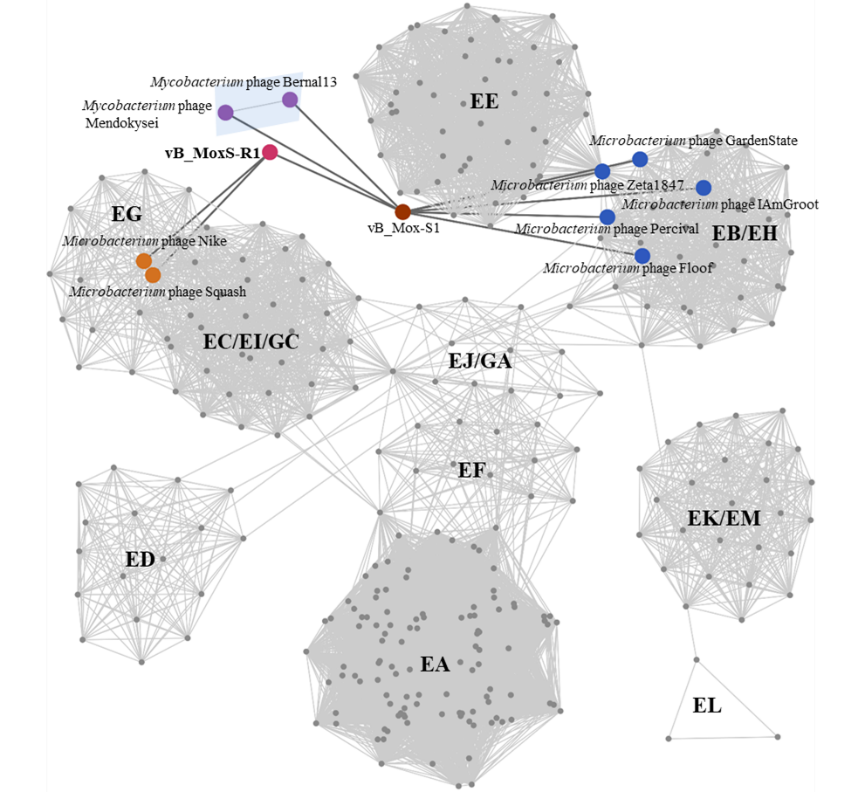 Mycobacterium phage Bernal13
Mycobacterium phage
Mendokysei
EE
vB_MoxS-R1
Microbacterium phage GardenState
Microbacterium phage Zeta1847
Microbacterium phage IAmGroot
EG
vB_Mox-S1
Microbacterium phage Percival
EB/EH
Microbacterium phage Nike
Microbacterium phage Floof
Microbacterium phage Squash
EC/EI/GC
EJ/GA
EF
EK/EM
ED
EA
EL